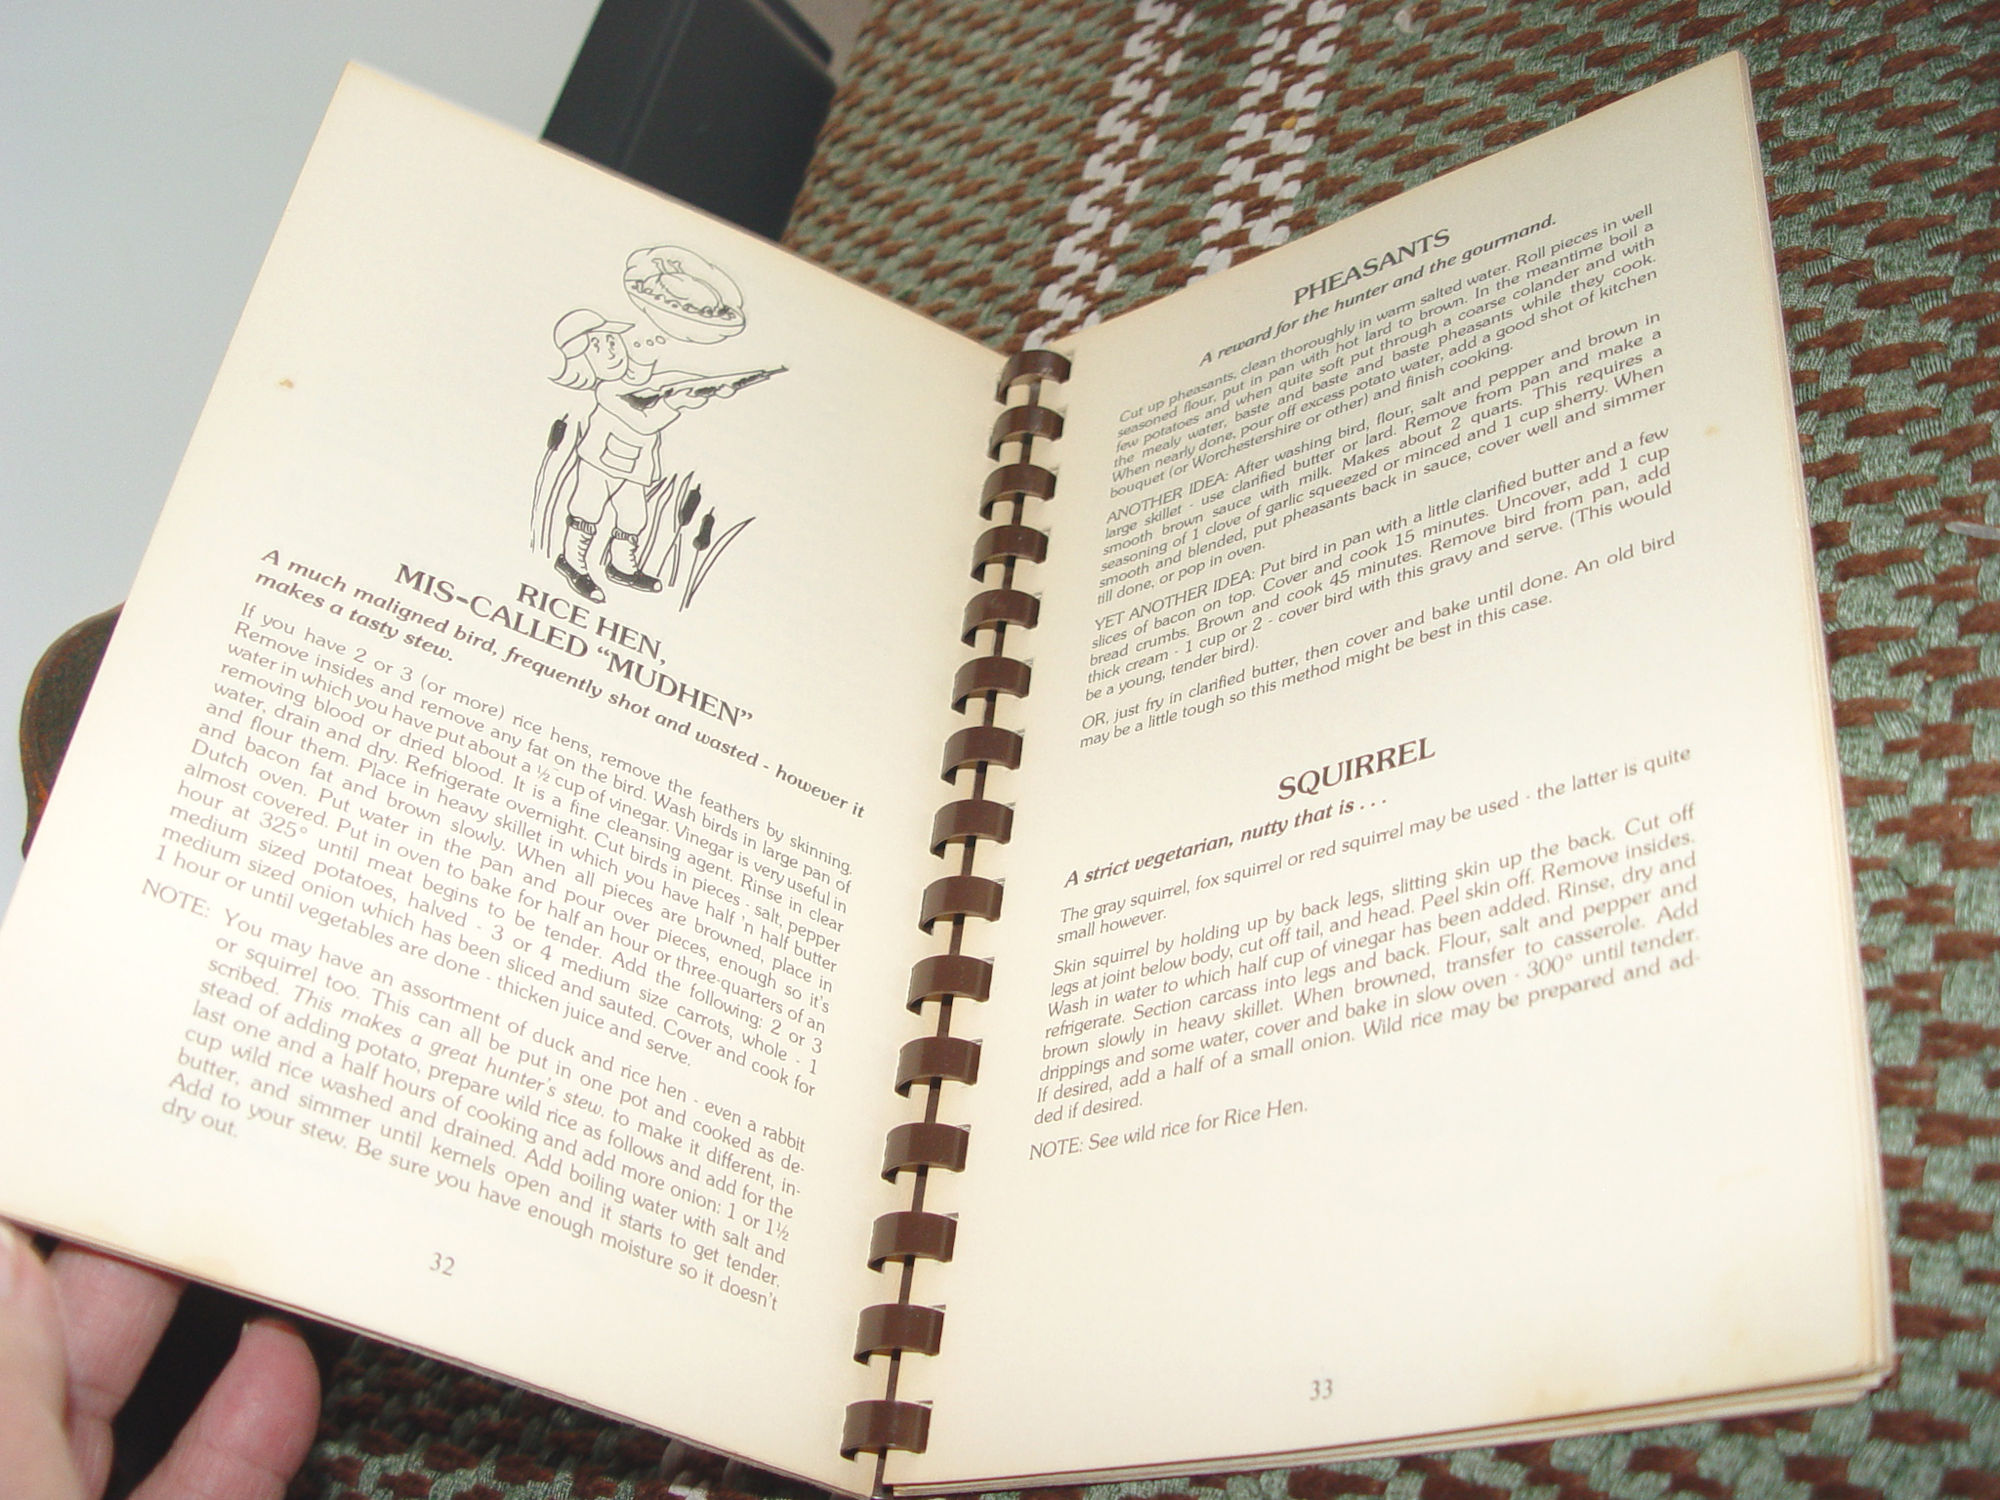 RICE HEN,
MIS-CALLED “MUDHEN”
A much maligned bird, frequently shot and wasted - however it
makes a tasty stew.
If you have 2 or 3 (or more) rice hens, remove the feathers by skinning.
Remove insides and remove any fat on the bird. Wash birds in large pan of
water in which you have put about a ½ cup of vinegar. Vinegar is very useful in
removing blood or dried blood. It is a fine cleansing agent. Rinse in clear
water, drain and dry. Refrigerate overnight. Cut birds in pieces - salt, pepper
and flour them. Place in heavy skillet in which you have half 'n half butter
and bacon fat and brown slowly. When all pieces are browned, place in
Dutch oven. Put water in the pan and pour over pieces, enough so it's
almost covered. Put in oven to bake for half an hour or three-quarters of an
hour at 325° until meat begins to be tender. Add the following: 2 or 3
medium sized potatoes, halved - 3 or 4 medium size carrots, whole - 1
medium sized onion which has been sliced and sauted. Cover and cook for
1 hour or until vegetables are done - thicken juice and serve.
NOTE: You may have an assortment of duck and rice hen - even a rabbit
or squirrel too. This can all be put in one pot and cooked as de-
scribed. This makes a great hunter's stew, to make it different, in-
stead of adding potato, prepare wild rice as follows and add for the
last one and a half hours of cooking and add more onion: 1 or 1½
cup wild rice washed and drained. Add boiling water with salt and
butter, and simmer until kernels open and it starts to get tender.
Add to your stew. Be sure you have enough moisture so it doesn't
dry out.
32
PHEASANTS
A reward for the hunter and the gourmand.
Cut up pheasants, clean thoroughly in warm salted water. Roll pieces in well
seasoned flour, put in pan with hot lard to brown. In the meantime boil a
few potatoes and when quite soft put through a coarse colander and with
the mealy water, baste and baste and baste pheasants while they cook.
When nearly done, pour off excess potato water, add a good shot of kitchen
bouquet (or Worchestershire or other) and finish cooking.
ANOTHER IDEA: After washing bird, flour, salt and pepper and brown in
large skillet - use clarified butter or lard. Remove from pan and make a
smooth brown sauce with milk. Makes about 2 quarts. This requires a
seasoning of 1 clove of garlic squeezed or minced and 1 cup sherry. When
smooth and blended, put pheasants back in sauce, cover well and simmer
till done, or pop in oven.
YET ANOTHER IDEA: Put bird in pan with a little clarified butter and a few
slices of bacon on top. Cover and cook 15 minutes. Uncover, add 1 cup
bread crumbs. Brown and cook 45 minutes. Remove bird from pan, add
thick cream - 1 cup or 2 - cover bird with this gravy and serve. (This would
be a young, tender bird).
OR, just fry in clarified butter, then cover and bake until done. An old bird
may be a little tough so this method might be best in this case.
SQUIRREL
A strict vegetarian, nutty that is . . .
The gray squirrel, fox squirrel or red squirrel may be used - the latter is quite
small however.
Skin squirrel by holding up by back legs, slitting skin up the back. Cut off
legs at joint below body, cut off tail, and head. Peel skin off. Remove insides.
Wash in water to which half cup of vinegar has been added. Rinse, dry and
refrigerate. Section carcass into legs and back. Flour, salt and pepper and
brown slowly in heavy skillet. When browned, transfer to casserole. Add
drippings and some water, cover and bake in slow oven - 300° until tender.
If desired, add a half of a small onion. Wild rice may be prepared and ad-
ded if desired.
NOTE: See wild rice for Rice Hen.
33